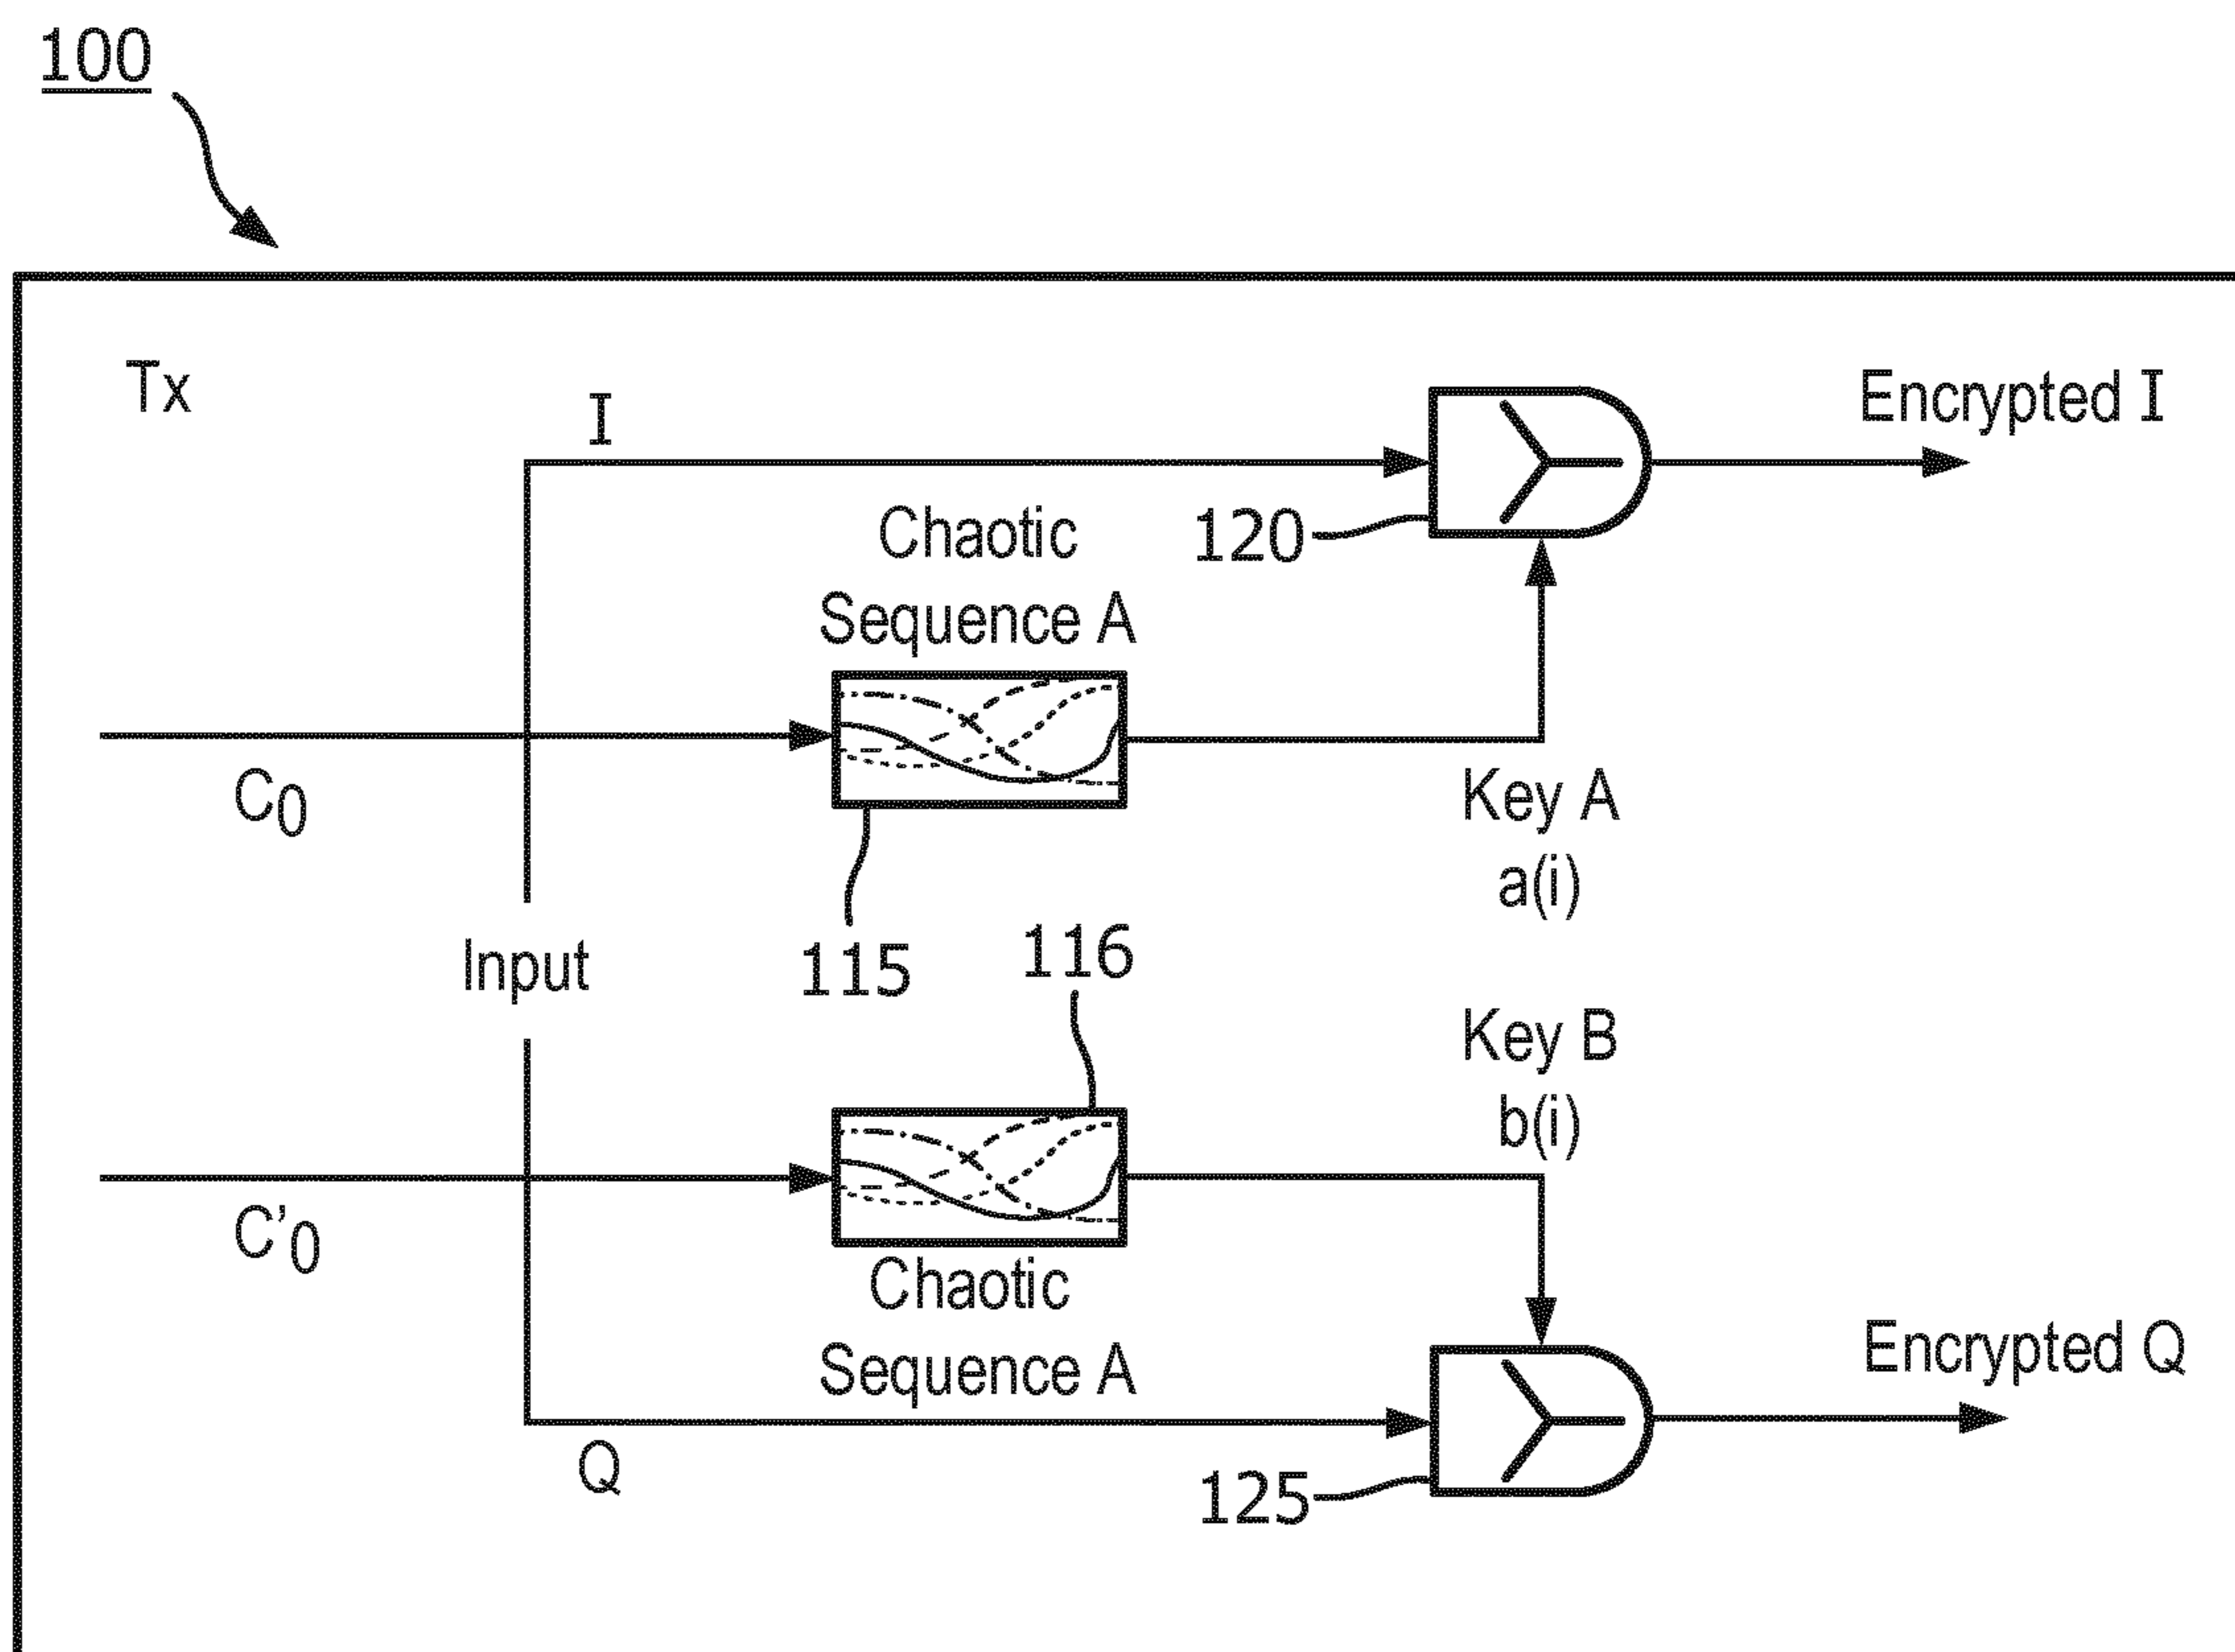 100
Tx
I
Encrypted I
Chaotic
Sequence A
120
C0
Key A
a(i)
Input
115
116
Key B
b(i)
C'0
Chaotic
Sequence A
Encrypted Q
Q
125